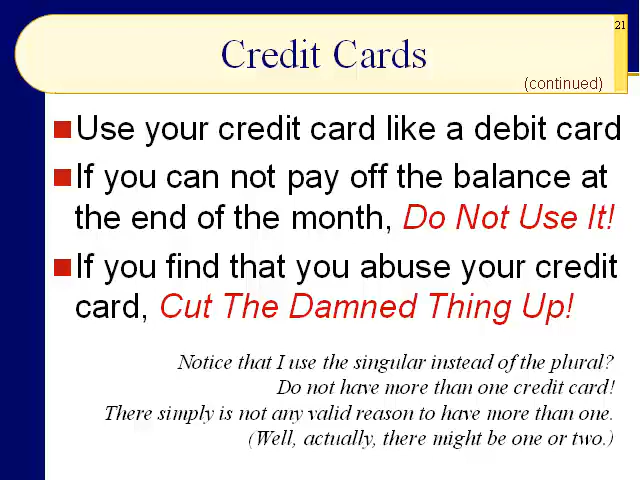 21
Credit Cards
(continued)
Use your credit card like a debit card
If you can not pay off the balance at
the end of the month, Do Not Use It!
If you find that you abuse your credit
card, Cut The Damned Thing Up!
Notice that I use the singular instead of the plural?
Do not have more than one credit card!
There simply is not any valid reason to have more than one.
(Well, actually, there might be one or two.)